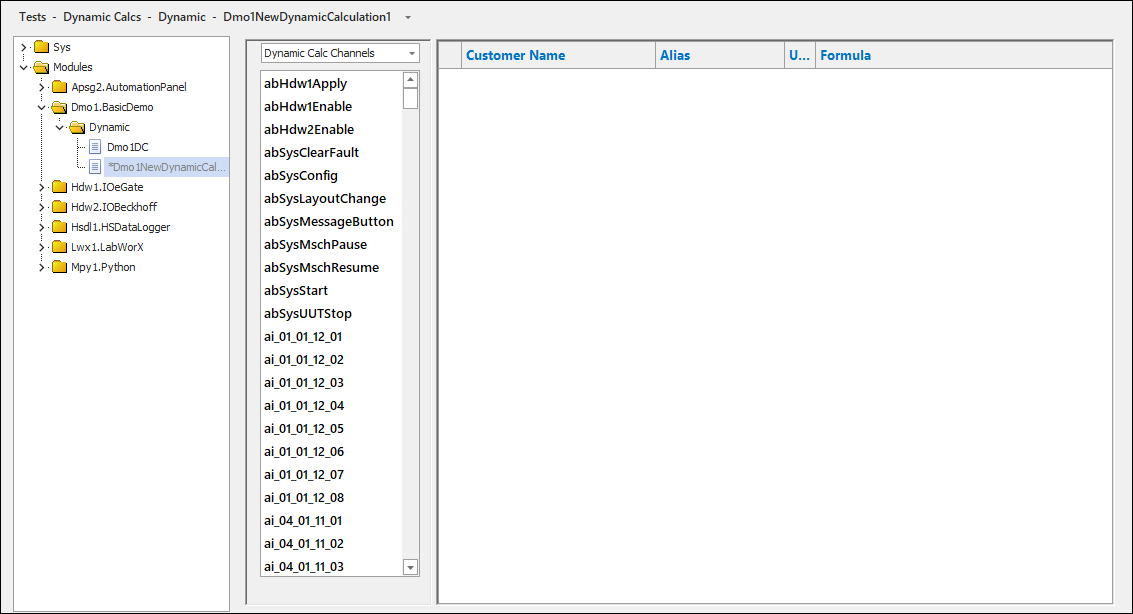 Tests - Dynamic Calcs - Dynamic - Dmo1NewDynamicCalculation1
Sys
Modules
Apsg2.AutomationPanel
Dmo1.BasicDemo
Dynamic
Dmo1DC
*Dmo1NewDynamicCal...
Hdw1.IOeGate
Hdw2.IOBeckhoff
Hsdl1.HSDataLogger
Lwx1.LabWorX
Mpy1.Python
Dynamic Calc Channels
abHdw1Apply
abHdw1Enable
abHdw2Enable
abSysClearFault
abSysConfig
abSysLayoutChange
abSysMessageButton
abSysMschPause
abSysMschResume
abSysStart
abSysUUTStop
ai_01_01_12_01
ai_01_01_12_02
ai_01_01_12_03
ai_01_01_12_04
ai_01_01_12_05
ai_01_01_12_06
ai_01_01_12_07
ai_01_01_12_08
ai_04_01_11_01
ai_04_01_11_02
ai_04_01_11_03
Customer Name Alias U... Formula